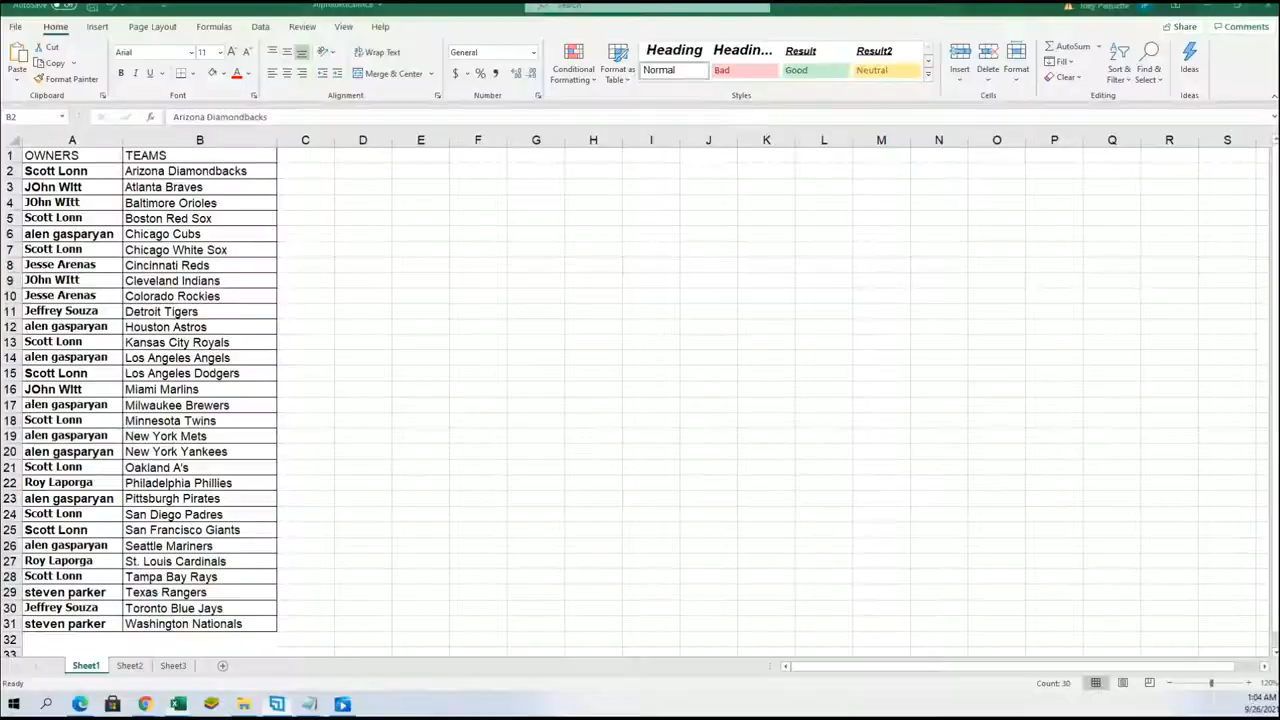 AutoSave
Search
Joey Paquette
File Home Insert Page Layout Formulas Data Review View Help Share Comments
Paste Cut Copy Format Painter Clipboard
Arial 11 A A B I U A Font
Wrap Text Merge & Center Alignment
General $ % , Number
Conditional Formatting Format as Table
Heading Headin... Result Result2
Normal Bad Good Neutral
Styles
Insert Delete Format Cells
AutoSum Fill Clear Sort & Filter Find & Select Editing
Ideas Ideas
B2 fx Arizona Diamondbacks
A B C D E F G H I J K L M N O P Q R S
1 OWNERS TEAMS
2 Scott Lonn Arizona Diamondbacks
3 JOhn WItt Atlanta Braves
4 JOhn WItt Baltimore Orioles
5 Scott Lonn Boston Red Sox
6 alen gasparyan Chicago Cubs
7 Scott Lonn Chicago White Sox
8 Jesse Arenas Cincinnati Reds
9 JOhn WItt Cleveland Indians
10 Jesse Arenas Colorado Rockies
11 Jeffrey Souza Detroit Tigers
12 alen gasparyan Houston Astros
13 Scott Lonn Kansas City Royals
14 alen gasparyan Los Angeles Angels
15 Scott Lonn Los Angeles Dodgers
16 JOhn WItt Miami Marlins
17 alen gasparyan Milwaukee Brewers
18 Scott Lonn Minnesota Twins
19 alen gasparyan New York Mets
20 alen gasparyan New York Yankees
21 Scott Lonn Oakland A's
22 Roy Laporga Philadelphia Phillies
23 alen gasparyan Pittsburgh Pirates
24 Scott Lonn San Diego Padres
25 Scott Lonn San Francisco Giants
26 alen gasparyan Seattle Mariners
27 Roy Laporga St. Louis Cardinals
28 Scott Lonn Tampa Bay Rays
29 steven parker Texas Rangers
30 Jeffrey Souza Toronto Blue Jays
31 steven parker Washington Nationals
32
33
Sheet1 Sheet2 Sheet3
Ready Count: 30 120%
1:04 AM